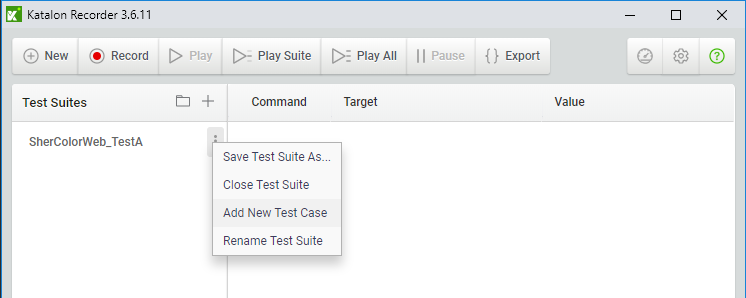 Katalon Recorder 3.6.11
New Record Play Play Suite Play All Pause Export
Test Suites Command Target Value
SherColorWeb_TestA
Save Test Suite As...
Close Test Suite
Add New Test Case
Rename Test Suite